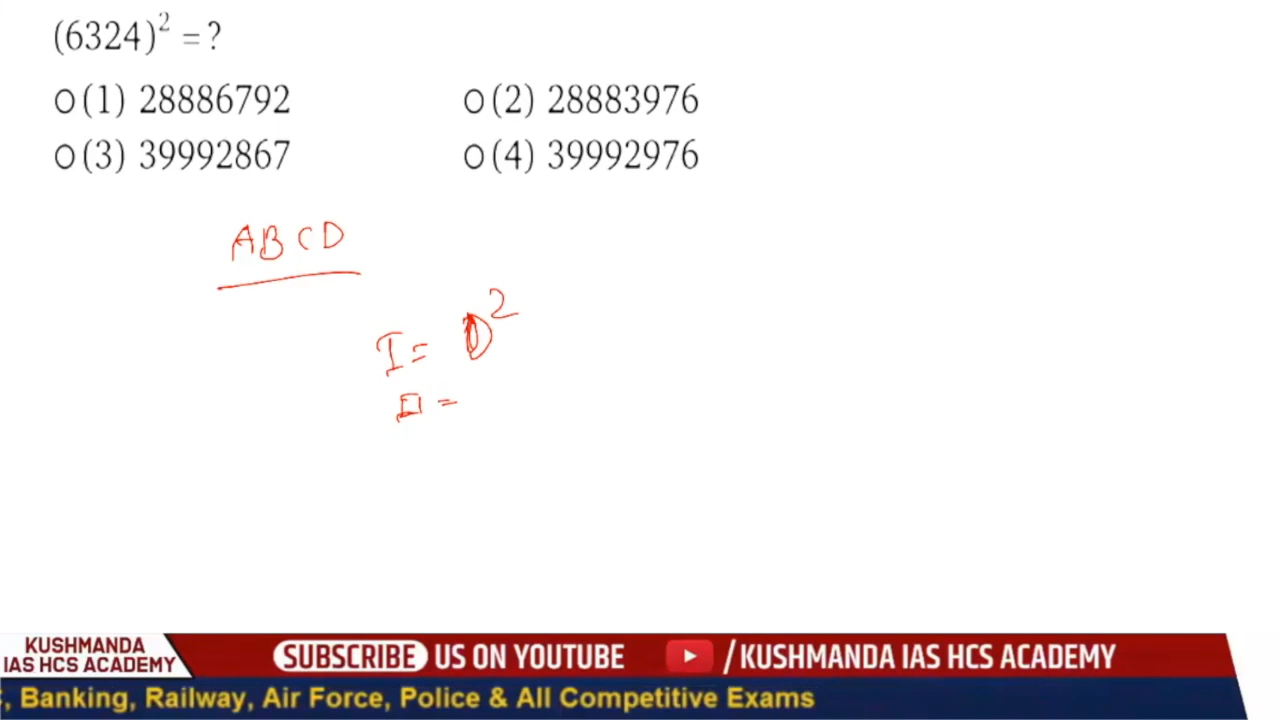 (6324)² = ?
O (1) 28886792 O (2) 28883976
O (3) 39992867 O (4) 39992976
ABCD
I = D²
II =
KUSHMANDA
IAS HCS ACADEMY
SUBSCRIBE US ON YOUTUBE /KUSHMANDA IAS HCS ACADEMY
, Banking, Railway, Air Force, Police & All Competitive Exams